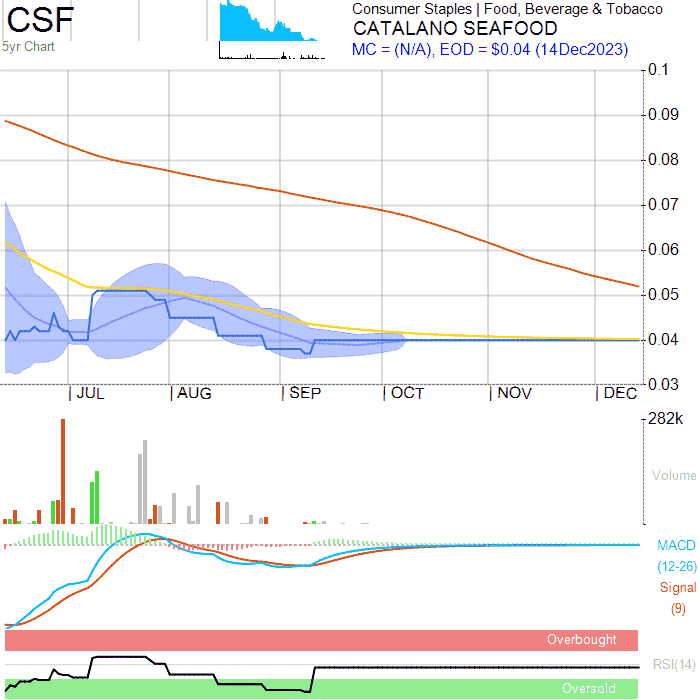 CSF
5yr Chart
Consumer Staples | Food, Beverage & Tobacco
CATALANO SEAFOOD
MC = (N/A), EOD = $0.04 (14Dec2023)
0.1
0.09
0.08
0.07
0.06
0.05
0.04
0.03
JUL AUG SEP OCT NOV DEC
282k
Volume
MACD
(12-26)
Signal
(9)
Overbought
RSI(14)
Oversold